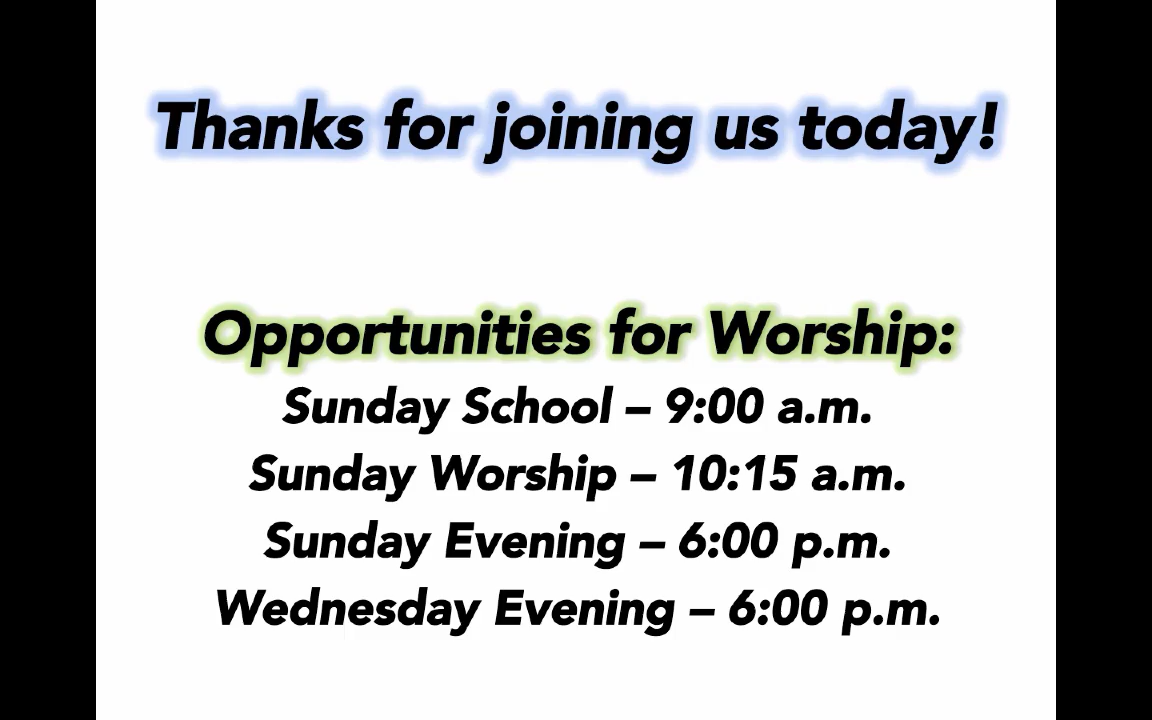 Thanks for joining us today!
Opportunities for Worship:
Sunday School – 9:00 a.m.
Sunday Worship – 10:15 a.m.
Sunday Evening – 6:00 p.m.
Wednesday Evening – 6:00 p.m.